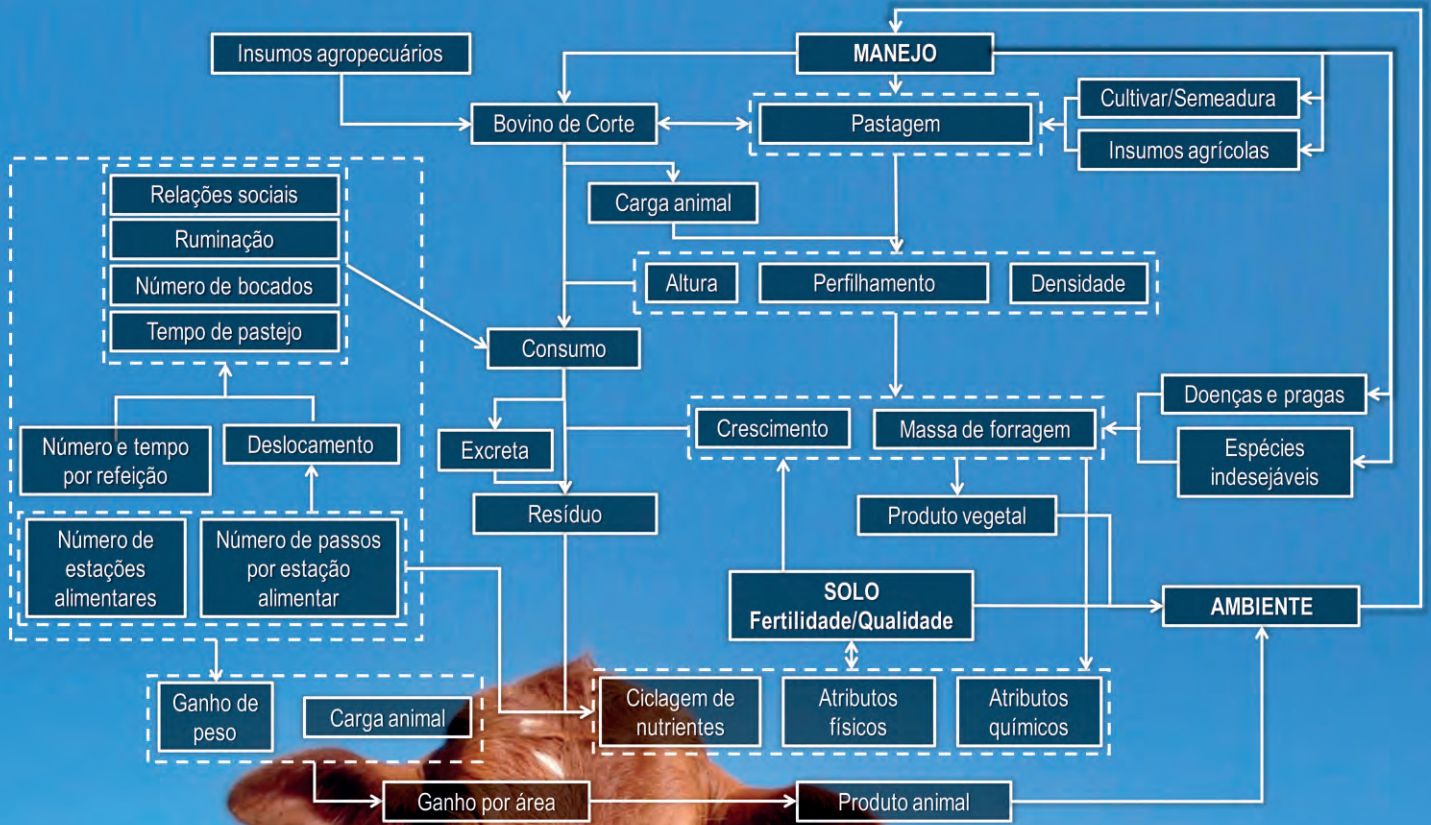 Insumos agropecuários
MANEJO
Cultivar/Semeadura
Bovino de Corte
Pastagem
Insumos agrícolas
Relações sociais
Carga animal
Ruminação
Altura
Perfilhamento
Densidade
Número de bocados
Tempo de pastejo
Consumo
Doenças e pragas
Crescimento
Massa de forragem
Número e tempo
por refeição
Deslocamento
Excreta
Espécies
indesejáveis
Resíduo
Produto vegetal
Número de
estações
alimentares
Número de passos
por estação
alimentar
SOLO
Fertilidade/Qualidade
AMBIENTE
Ganho de
peso
Carga animal
Ciclagem de
nutrientes
Atributos
físicos
Atributos
químicos
Ganho por área
Produto animal